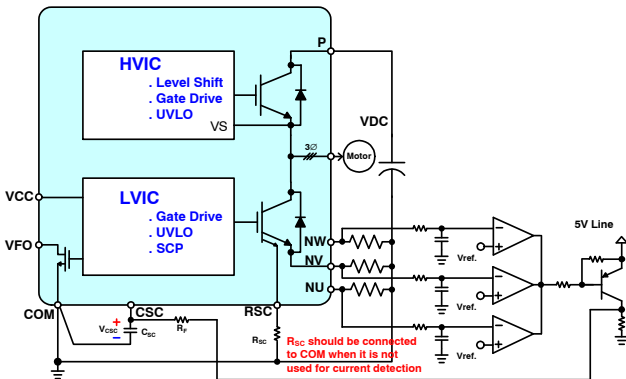 P
HVIC
. Level Shift
. Gate Drive
. UVLO
VS
VDC
3Ø
Motor
LVIC
. Gate Drive
. UVLO
. SCP
VCC
VFO
NW
NV
NU
5V Line
Vref.
Vref.
Vref.
COM
CSC
RSC
+
VCSC
–
CSC
RF
RSC
RSC should be connected
to COM when it is not
used for current detection